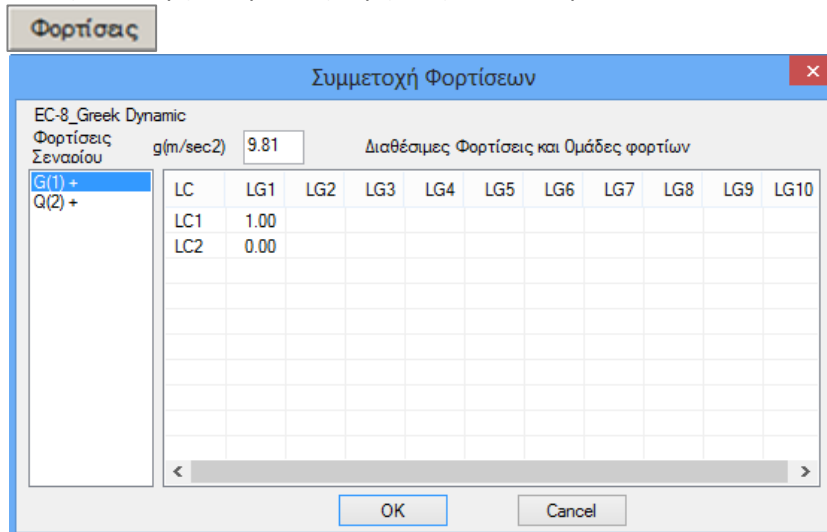 Φορτίσεις
Συμμετοχή Φορτίσεων
EC-8_Greek Dynamic
Φορτίσεις Σεναρίου g(m/sec2) 9.81 Διαθέσιμες Φορτίσεις και Ομάδες φορτίων
G(1) +
Q(2) +
LC LG1 LG2 LG3 LG4 LG5 LG6 LG7 LG8 LG9 LG10
LC1 1.00
LC2 0.00
OK Cancel